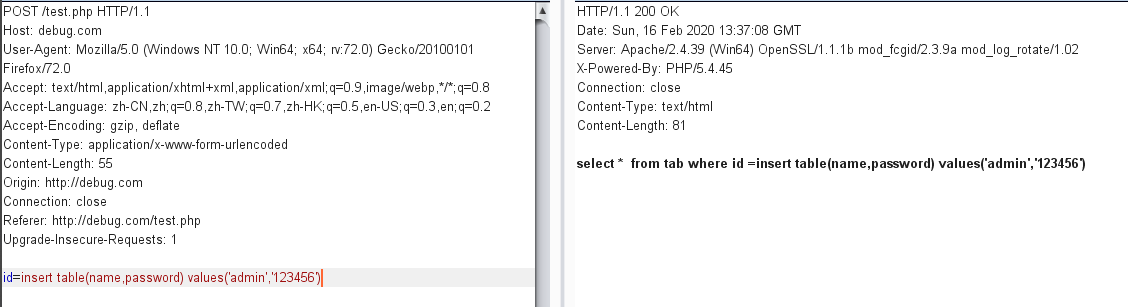 POST /test.php HTTP/1.1
Host: debug.com
User-Agent: Mozilla/5.0 (Windows NT 10.0; Win64; x64; rv:72.0) Gecko/20100101
Firefox/72.0
Accept: text/html,application/xhtml+xml,application/xml;q=0.9,image/webp,*/*;q=0.8
Accept-Language: zh-CN,zh;q=0.8,zh-TW;q=0.7,zh-HK;q=0.5,en-US;q=0.3,en;q=0.2
Accept-Encoding: gzip, deflate
Content-Type: application/x-www-form-urlencoded
Content-Length: 55
Origin: http://debug.com
Connection: close
Referer: http://debug.com/test.php
Upgrade-Insecure-Requests: 1
id=insert table(name,password) values('admin','123456')
HTTP/1.1 200 OK
Date: Sun, 16 Feb 2020 13:37:08 GMT
Server: Apache/2.4.39 (Win64) OpenSSL/1.1.1b mod_fcgid/2.3.9a mod_log_rotate/1.02
X-Powered-By: PHP/5.4.45
Connection: close
Content-Type: text/html
Content-Length: 81
select *  from tab where id =insert table(name,password) values('admin','123456')